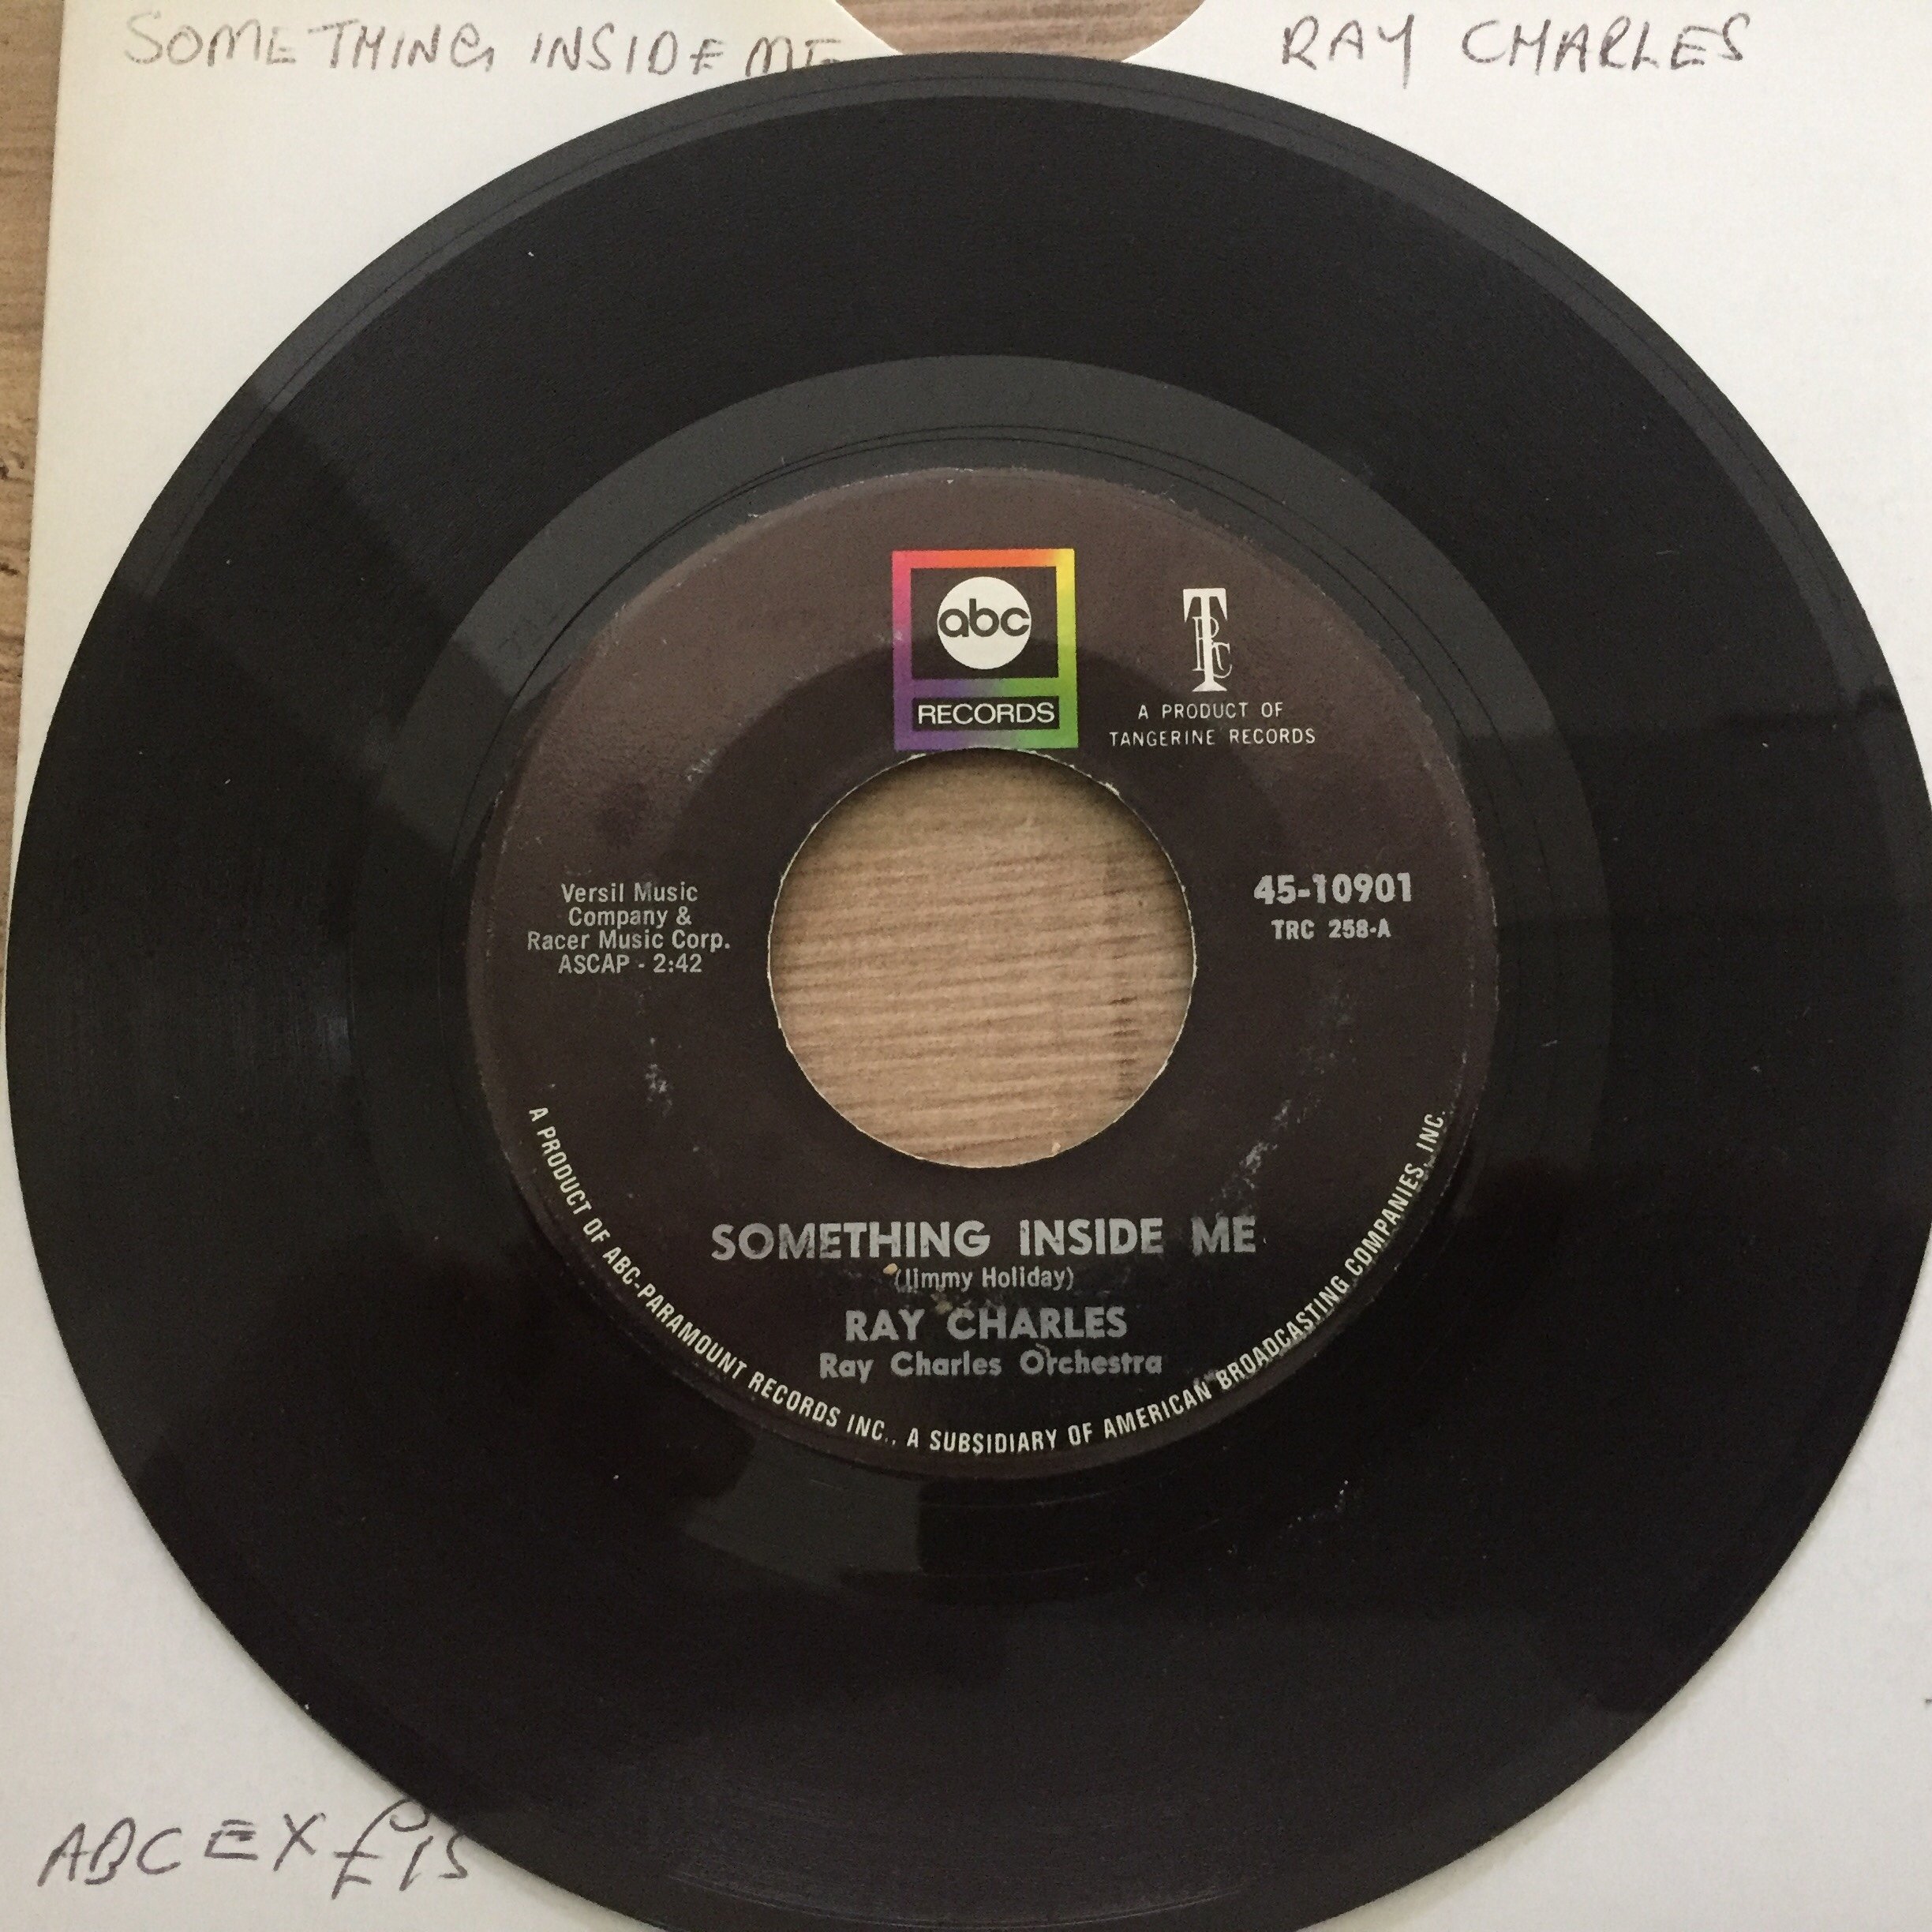 SOMETHING INSIDE ME
RAY CHARLES
abc
RECORDS
TRC
A PRODUCT OF
TANGERINE RECORDS
Versil Music
Company &
Racer Music Corp.
ASCAP - 2:42
45-10901
TRC 258-A
SOMETHING INSIDE ME
(Jimmy Holiday)
RAY CHARLES
Ray Charles Orchestra
A PRODUCT OF ABC-PARAMOUNT RECORDS INC., A SUBSIDIARY OF AMERICAN BROADCASTING COMPANIES, INC.
ABC EX £15